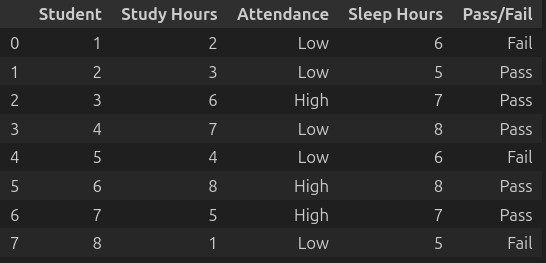 Student Study Hours Attendance Sleep Hours Pass/Fail
0 1 2 Low 6 Fail
1 2 3 Low 5 Pass
2 3 6 High 7 Pass
3 4 7 Low 8 Pass
4 5 4 Low 6 Fail
5 6 8 High 8 Pass
6 7 5 High 7 Pass
7 8 1 Low 5 Fail